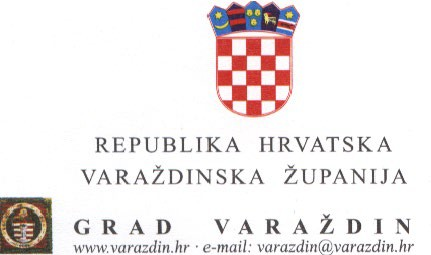 REPUBLIKA HRVATSKA
VARAŽDINSKA ŽUPANIJA
GRAD VARAŽDIN
www.varazdin.hr · e-mail: varazdin@varazdin.hr